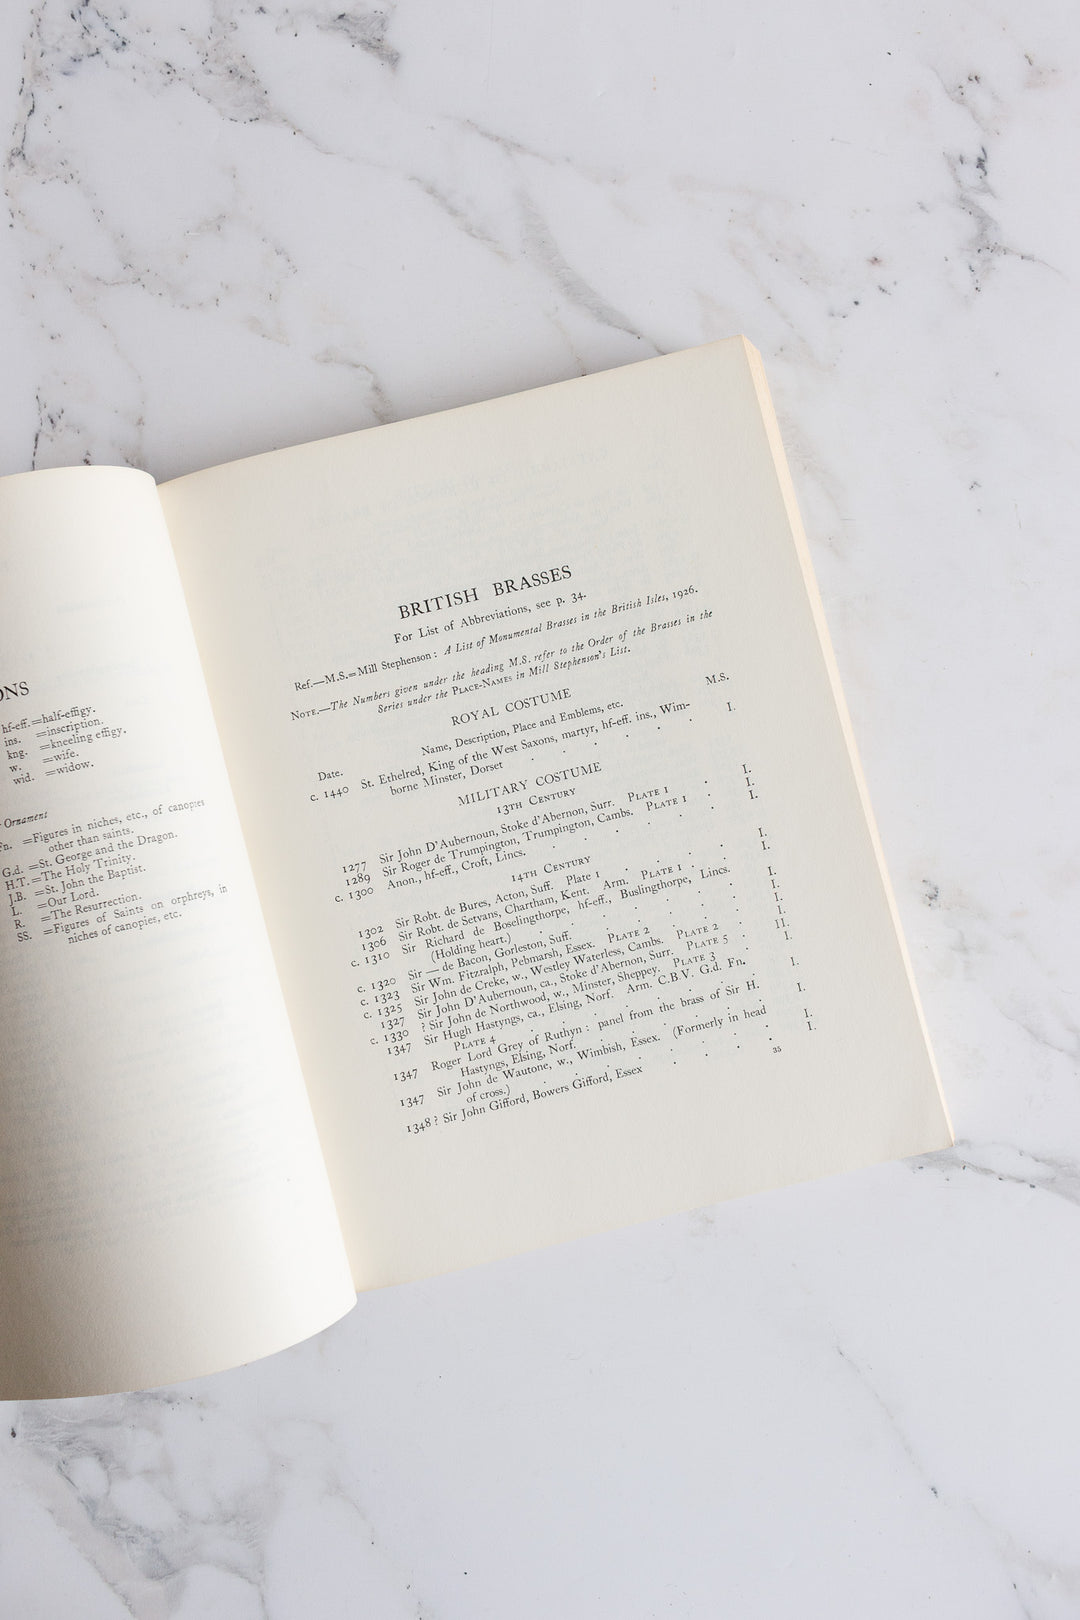 ONS
hf-eff.=half-effigy.
ins. =inscription.
kng. =kneeling effigy.
w. =wife.
wid. =widow.
Ornament
Fn. =Figures in niches, etc., of canopies
other than saints.
G.d. =St. George and the Dragon.
H.T.=The Holy Trinity.
J.B. =St. John the Baptist.
L. =Our Lord.
R. =The Resurrection.
SS. =Figures of Saints on orphreys, in
niches of canopies, etc.
BRITISH BRASSES
For List of Abbreviations, see p. 34.
Ref.—M.S.=Mill Stephenson: A List of Monumental Brasses in the British Isles, 1926.
NOTE.—The Numbers given under the heading M.S. refer to the Order of the Brasses in the
Series under the PLACE-NAMES in Mill Stephenson's List.
ROYAL COSTUME
Date. Name, Description, Place and Emblems, etc. M.S.
c. 1440 St. Ethelred, King of the West Saxons, martyr, hf-eff. ins., Wim-
borne Minster, Dorset . . . . I.
MILITARY COSTUME
13TH CENTURY
1277 Sir John D'Aubernoun, Stoke d'Abernon, Surr. PLATE 1 . I.
1289 Sir Roger de Trumpington, Trumpington, Cambs. PLATE 1 . I.
c. 1300 Anon., hf-eff., Croft, Lincs. . . . . . I.
14TH CENTURY
1302 Sir Robt. de Bures, Acton, Suff. Plate 1 . . . I.
1306 Sir Robt. de Setvans, Chartham, Kent. Arm. PLATE 1 . . I.
c. 1310 Sir Richard de Boselingthorpe, hf-eff., Buslingthorpe, Lincs.
(Holding heart.) . . . . . . I.
c. 1320 Sir — de Bacon, Gorleston, Suff. . . . . . I.
c. 1323 Sir Wm. Fitzralph, Pebmarsh, Essex. PLATE 2 . . I.
c. 1325 Sir John de Creke, w., Westley Waterless, Cambs. PLATE 2 . I.
1327 Sir John D'Aubernoun, ca., Stoke d'Abernon, Surr. PLATE 5 . II.
c. 1330 ? Sir John de Northwood, w., Minster, Sheppey. PLATE 3 . I.
1347 Sir Hugh Hastyngs, ca., Elsing, Norf. Arm. C.B.V. G.d. Fn.
PLATE 4 . . . . . . I.
1347 Roger Lord Grey of Ruthyn: panel from the brass of Sir H.
Hastyngs, Elsing, Norf. . . . . . I.
1347 Sir John de Wautone, w., Wimbish, Essex. (Formerly in head
of cross.) . . . . . . I.
1348 ? Sir John Gifford, Bowers Gifford, Essex . . . . I.
35